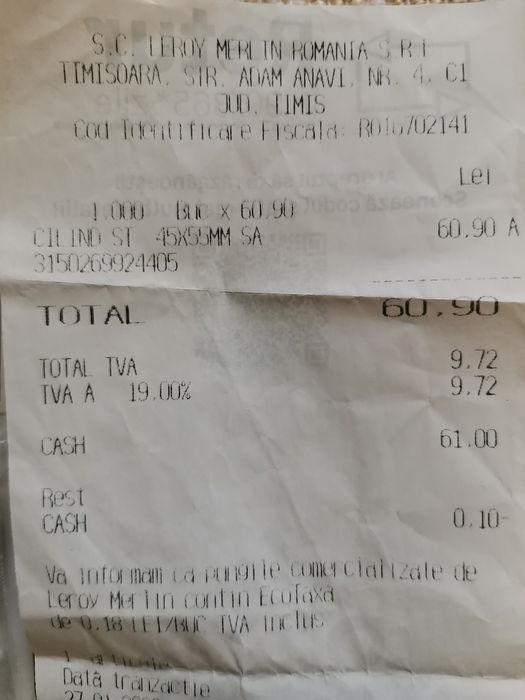 S.C. LEROY MERLIN ROMANIA S.R.L
TIMISOARA, STR. ADAM ANAVI, NR. 4, C1
JUD. TIMIS
Cod Identificare Fiscala: RO16702141
Lei
1.000 Buc x 60.90
CILIND ST 45X55MM SA 60.90 A
3150269924405
TOTAL 60.90
TOTAL TVA 9.72
TVA A 19.00% 9.72
CASH 61.00
Rest
CASH 0.10-
Va informam ca pungile comercializate de
Leroy Merlin contin EcoTaxa
de 0.18 LEI/BUC TVA inclus
Data tranzactie